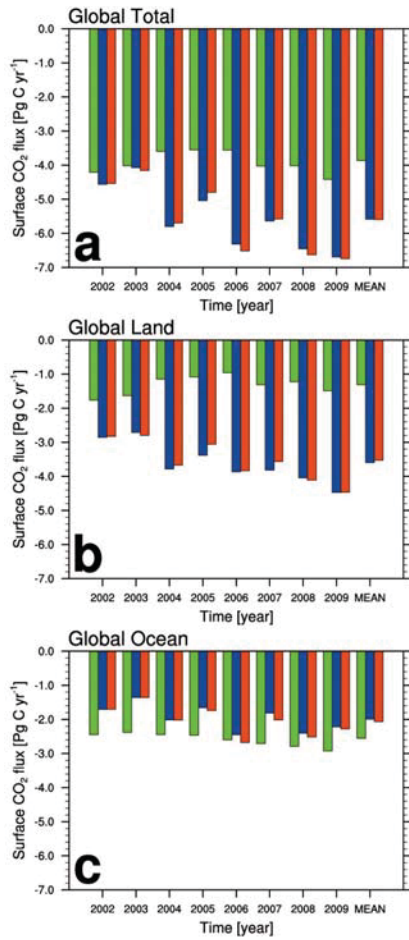 Global Total
0.0
-1.0
-2.0
-3.0
-4.0
-5.0
-6.0
-7.0
Surface CO2 flux [Pg C yr-1]
a
2002 2003 2004 2005 2006 2007 2008 2009 MEAN
Time [year]
Global Land
0.0
-1.0
-2.0
-3.0
-4.0
-5.0
-6.0
-7.0
Surface CO2 flux [Pg C yr-1]
b
2002 2003 2004 2005 2006 2007 2008 2009 MEAN
Time [year]
Global Ocean
0.0
-1.0
-2.0
-3.0
-4.0
-5.0
-6.0
-7.0
Surface CO2 flux [Pg C yr-1]
c
2002 2003 2004 2005 2006 2007 2008 2009 MEAN
Time [year]